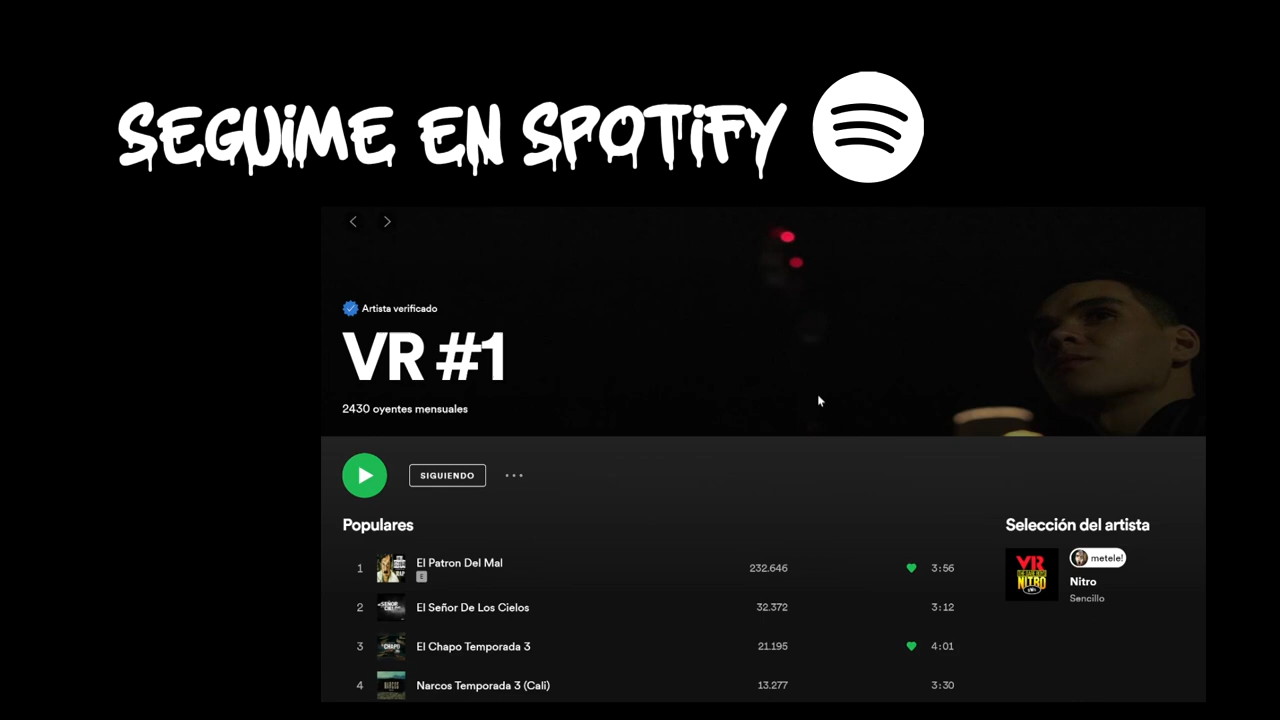 SEGUiME EN SPOTiFY
Artista verificado
VR #1
2430 oyentes mensuales
SIGUIENDO
Populares
Selección del artista
1 El Patron Del Mal 232.646 3:56
E
2 El Señor De Los Cielos 32.372 3:12
3 El Chapo Temporada 3 21.195 4:01
4 Narcos Temporada 3 (Cali) 13.277 3:30
metele!
VR
NITRO
Nitro
Sencillo